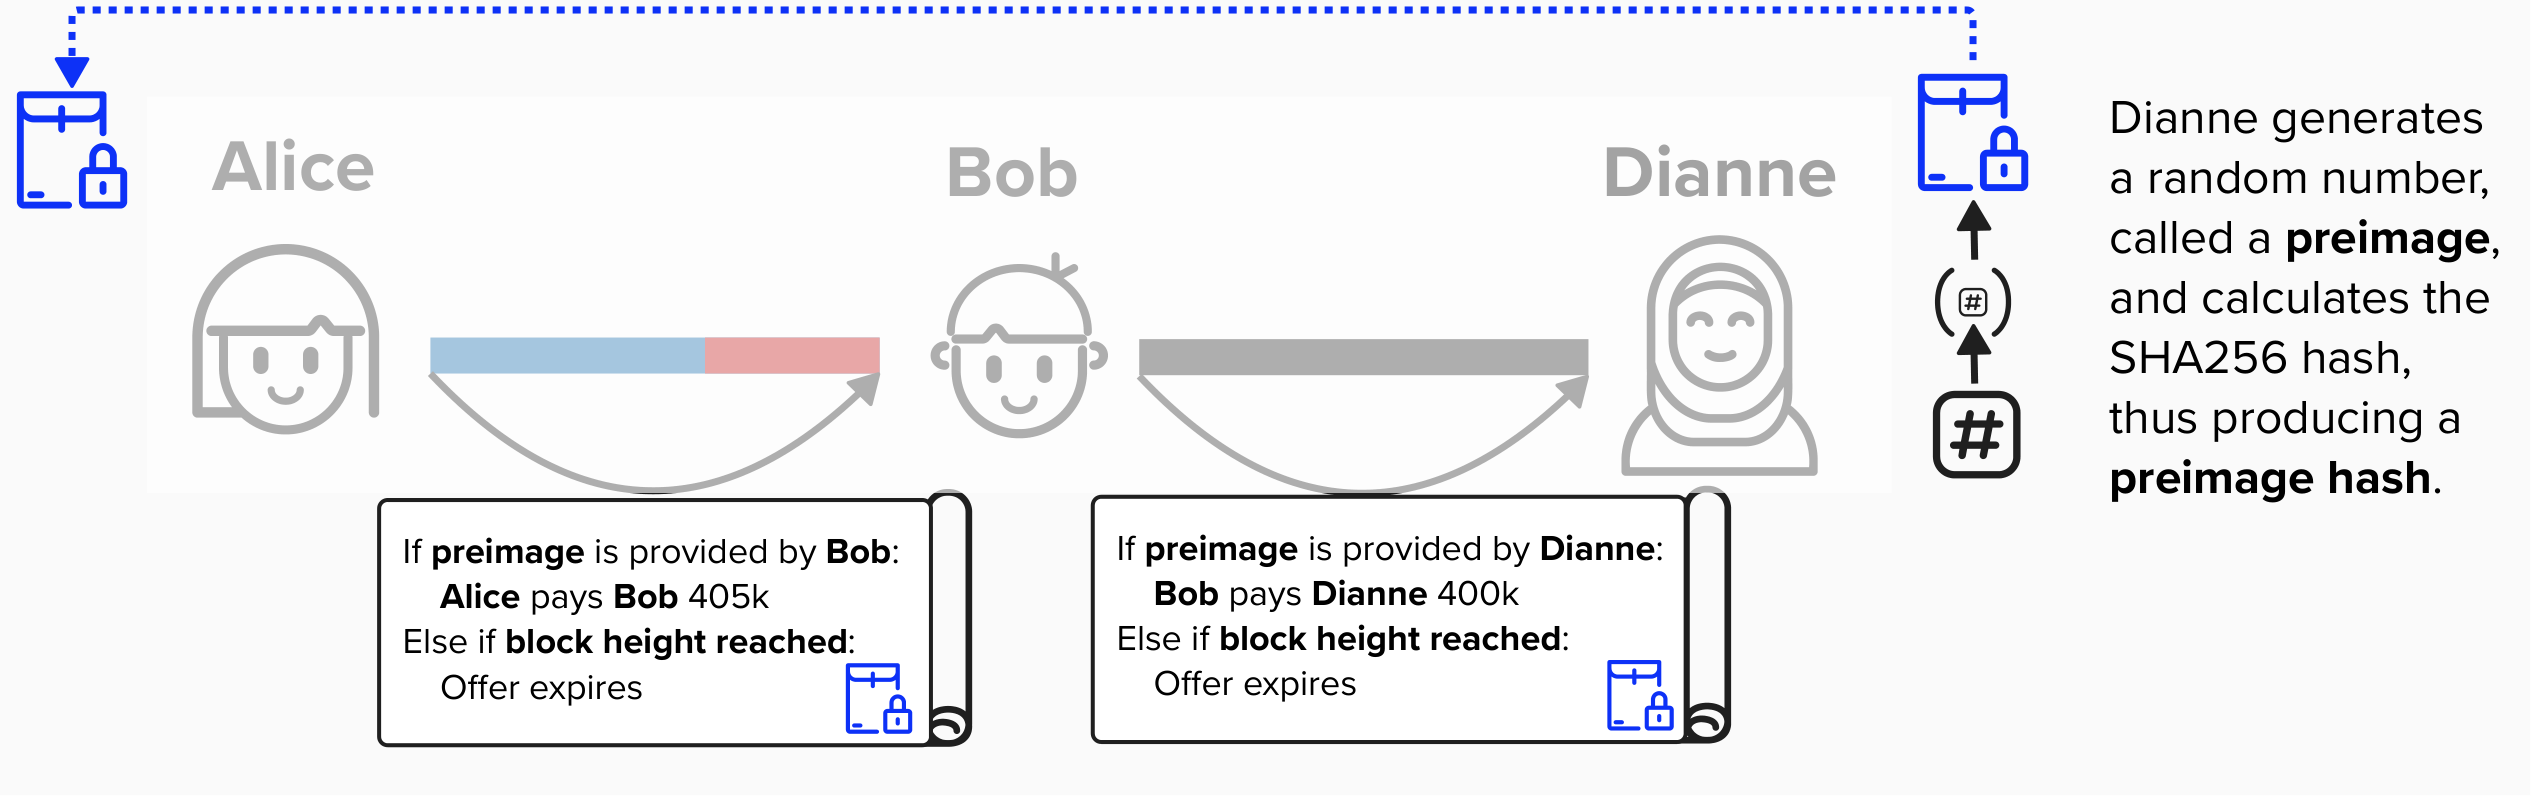 Alice
Bob
Dianne
Dianne generates
a random number,
called a preimage,
and calculates the
SHA256 hash,
thus producing a
preimage hash.
(#)
#
If preimage is provided by Bob:
Alice pays Bob 405k
Else if block height reached:
Offer expires
If preimage is provided by Dianne:
Bob pays Dianne 400k
Else if block height reached:
Offer expires